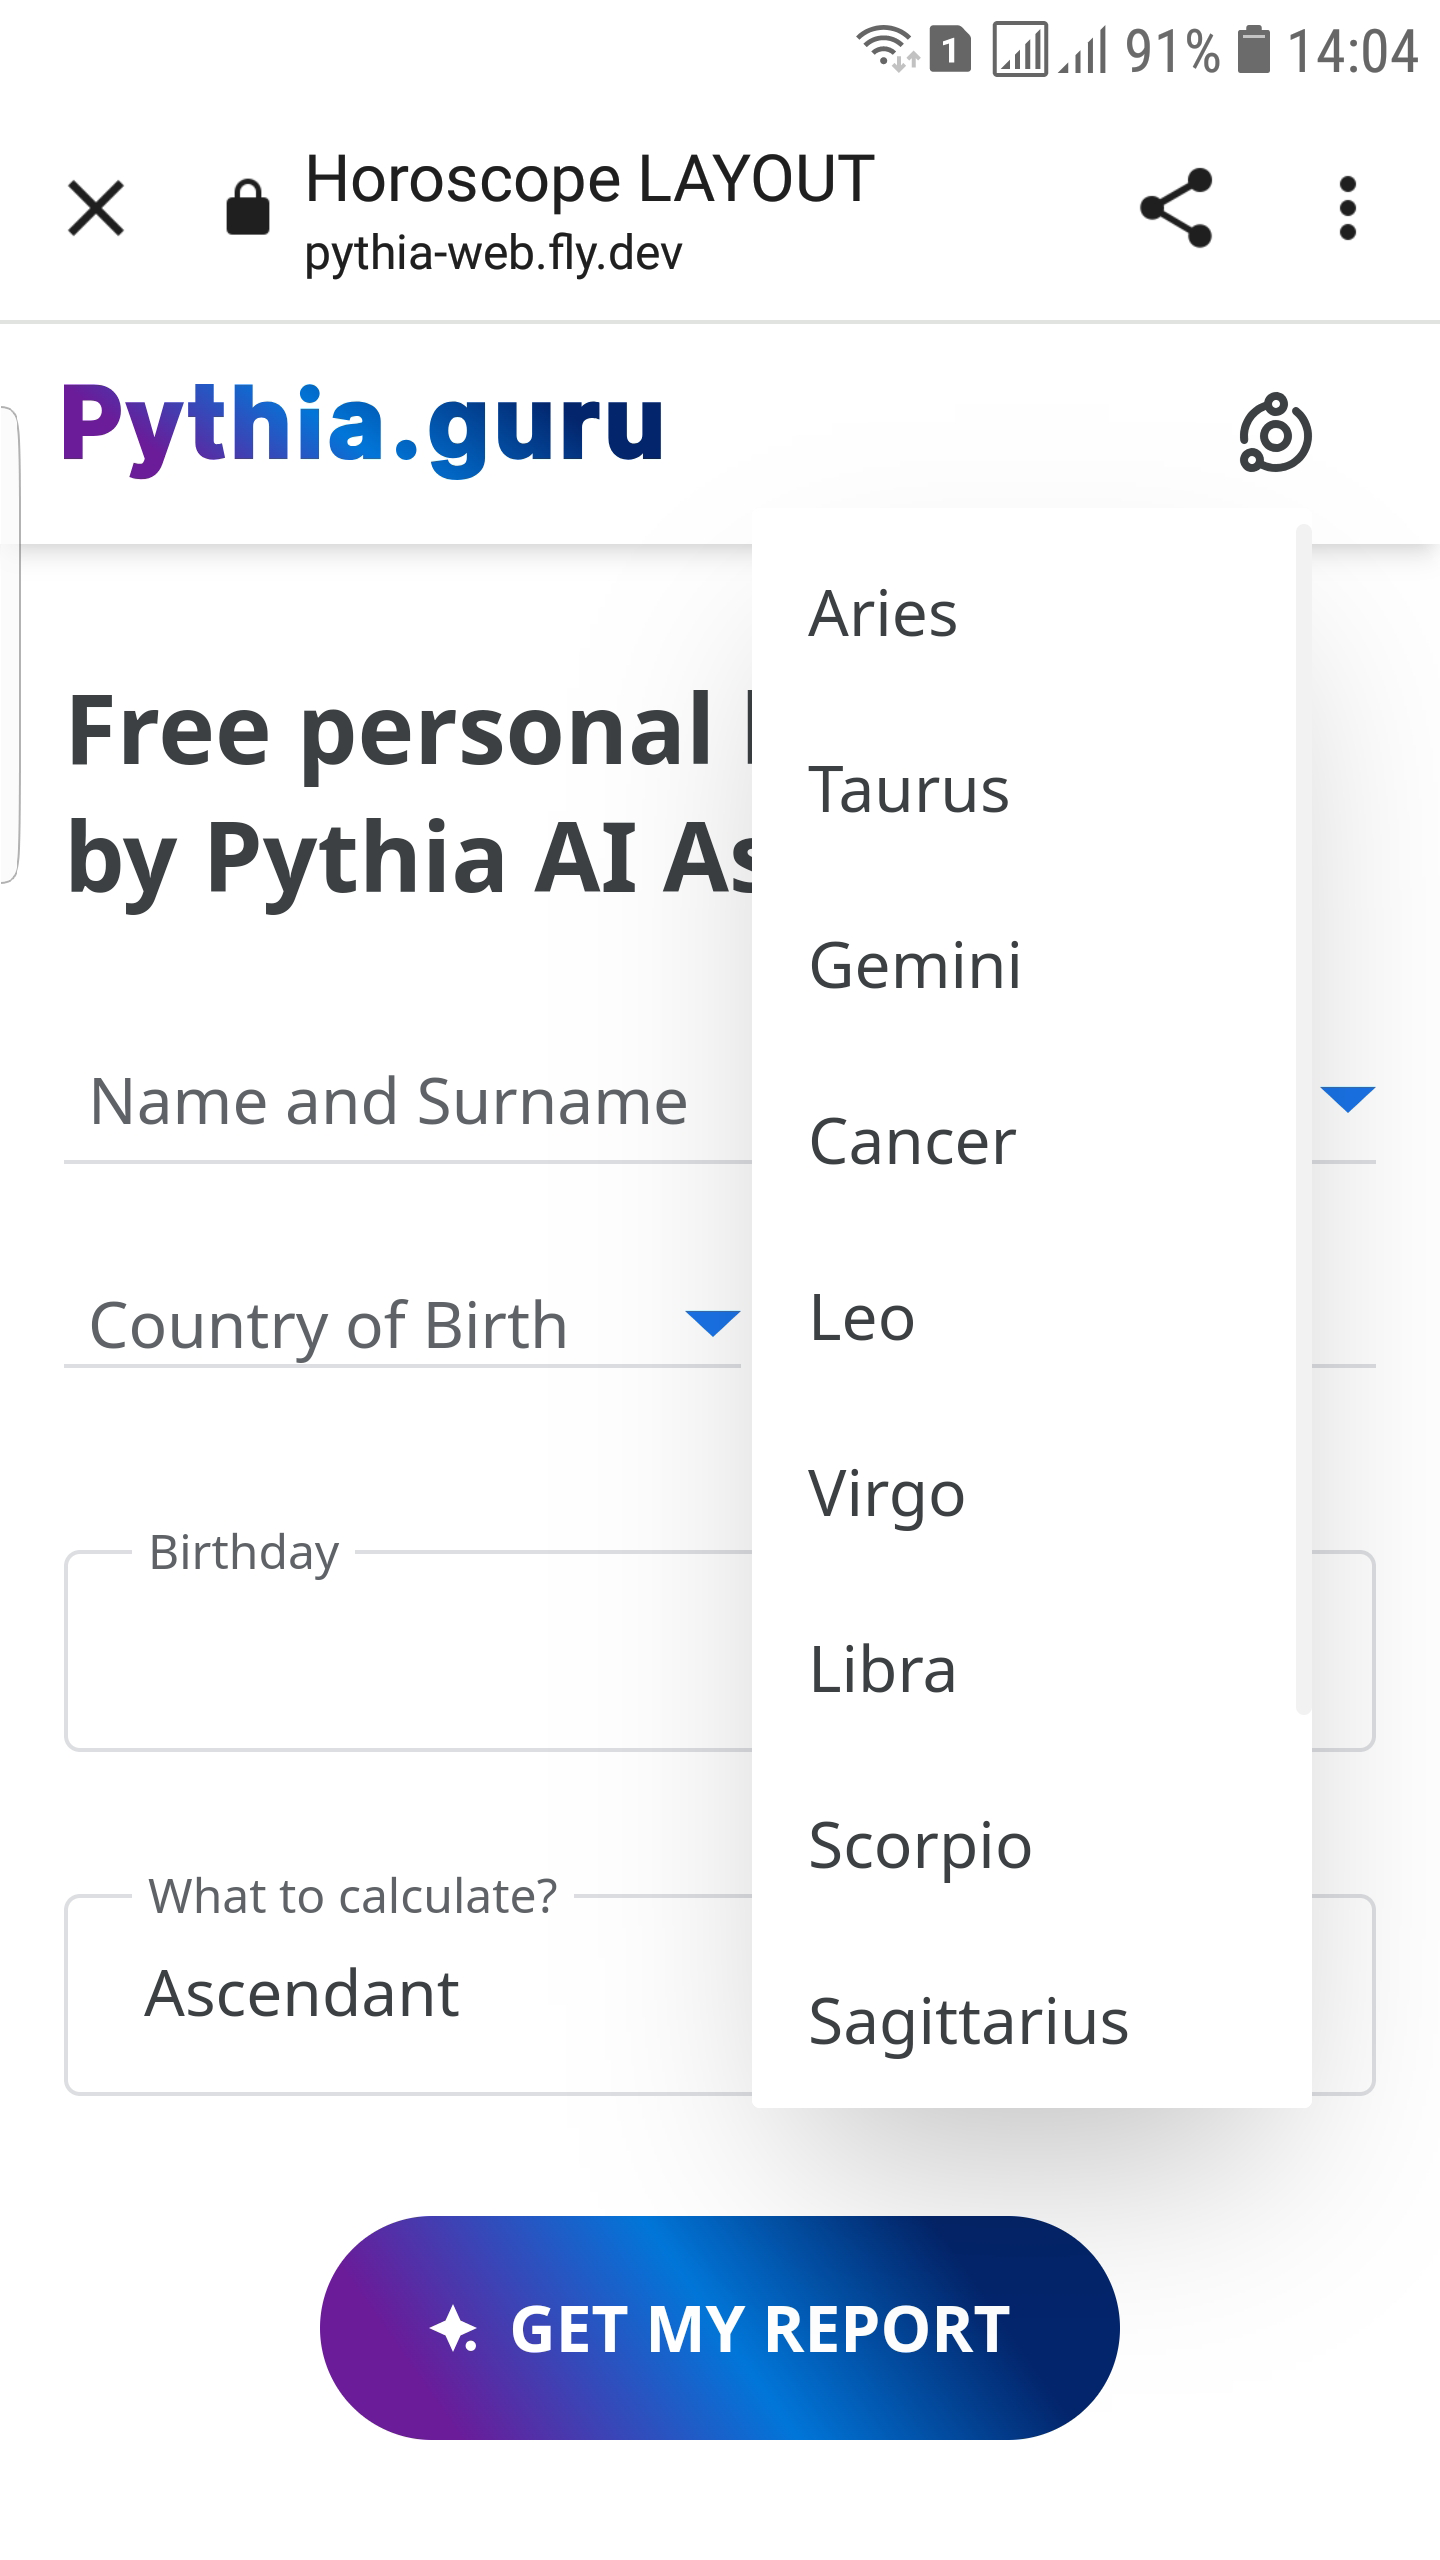 1 91% 14:04
Horoscope LAYOUT
pythia-web.fly.dev
Pythia.guru
Free personal
by Pythia AI As
Name and Surname
Country of Birth
Birthday
What to calculate?
Ascendant
Aries
Taurus
Gemini
Cancer
Leo
Virgo
Libra
Scorpio
Sagittarius
GET MY REPORT